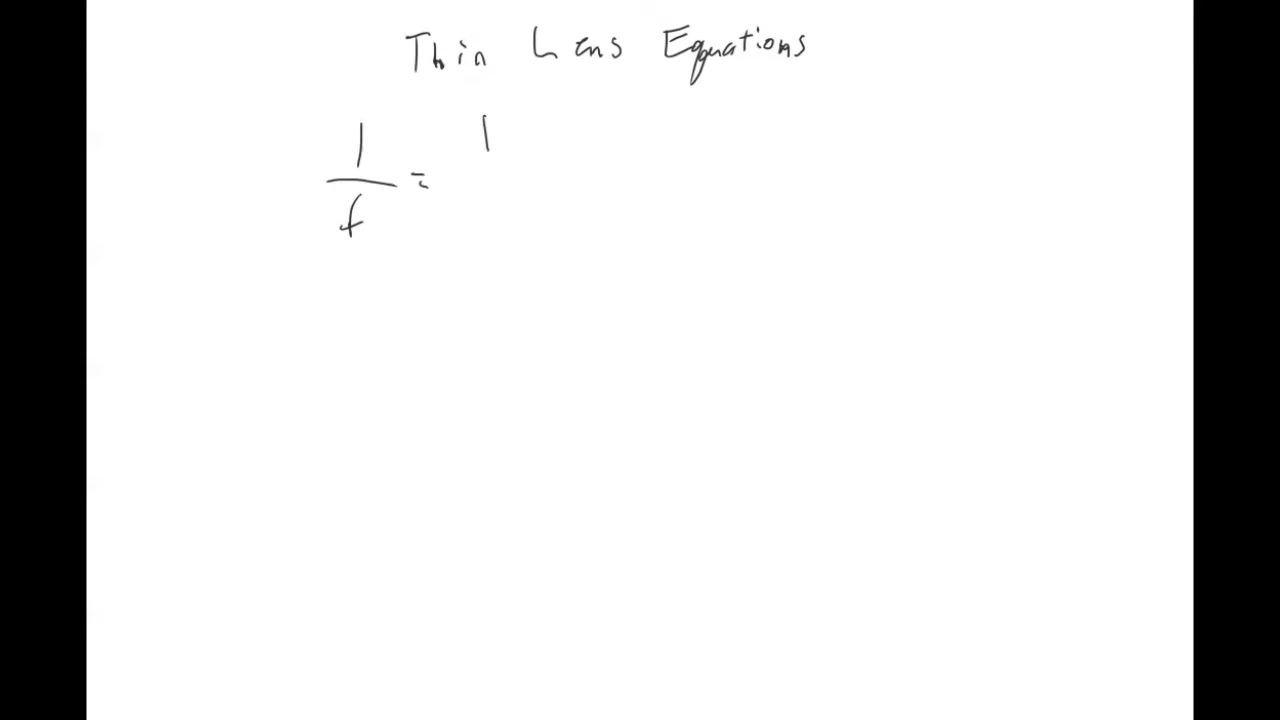 Thin Lens Equations
1/f = 1